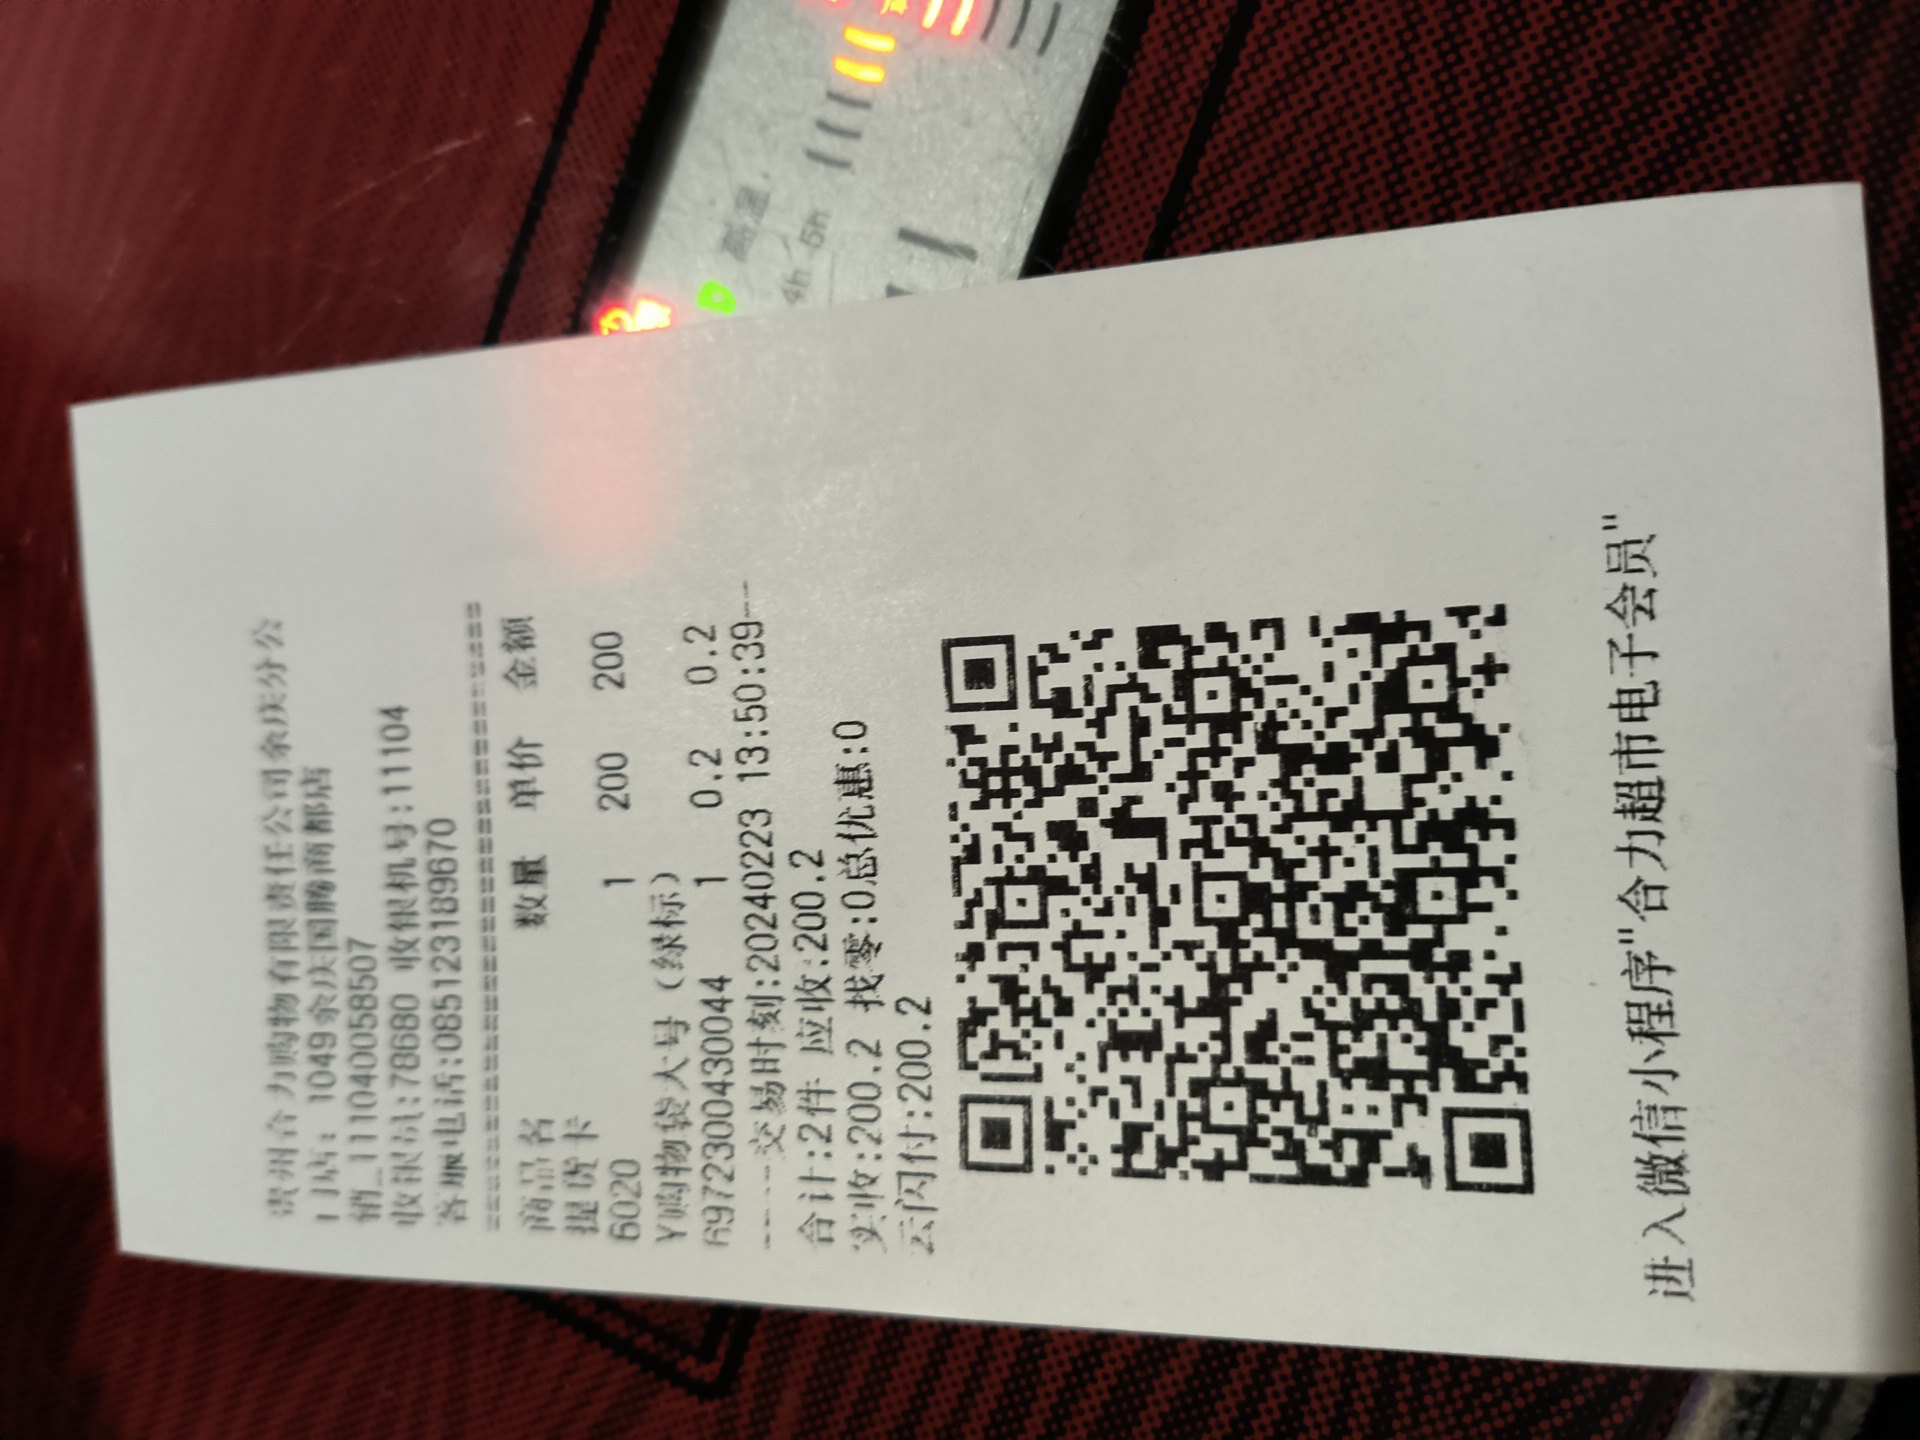 贵州合力购物有限责任公司余庆分公
门店: 1049余庆国腾商都店
销_111040058507
收银员:78680 收银机号:11104
客服电话:085123189670
商品名 数量 单价 金额
提货卡
6020 1 200 200
Y购物袋大号（绿标）
6972300430044 1 0.2 0.2
-----交易时刻:20240223 13:50:39--
合计:2件 应收:200.2
实收:200.2 找零:0总优惠:0
云闪付:200.2
进入微信小程序"合力超市电子会员"
高温
4h 6h